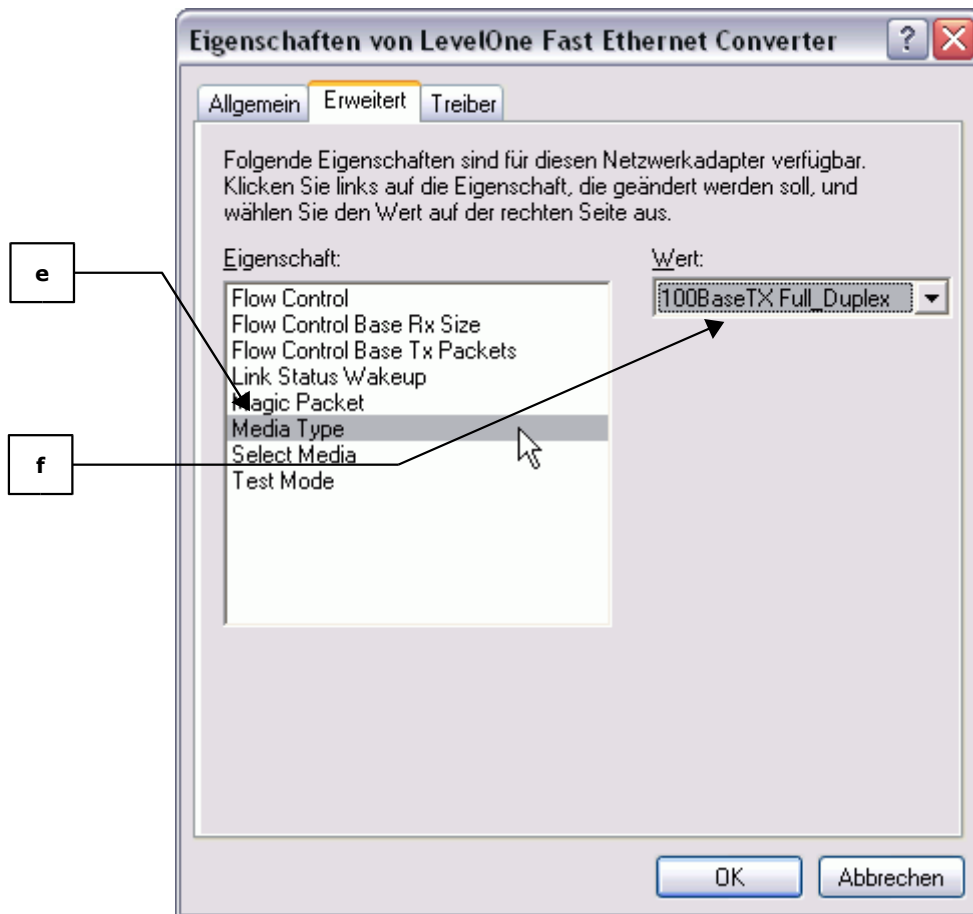 Eigenschaften von LevelOne Fast Ethernet Converter
Allgemein
Erweitert
Treiber
Folgende Eigenschaften sind für diesen Netzwerkadapter verfügbar.
Klicken Sie links auf die Eigenschaft, die geändert werden soll, und
wählen Sie den Wert auf der rechten Seite aus.
e
Eigenschaft:
Wert:
Flow Control
100BaseTX Full_Duplex
Flow Control Base Rx Size
Flow Control Base Tx Packets
Link Status Wakeup
Magic Packet
Media Type
f
Select Media
Test Mode
OK
Abbrechen